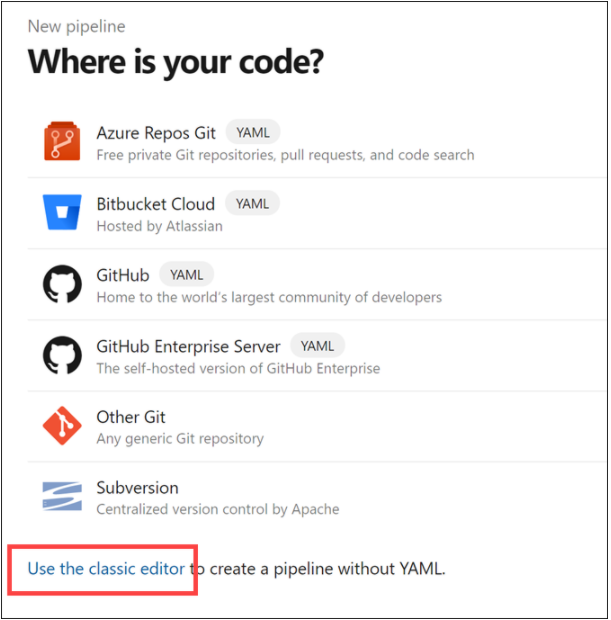 New pipeline
Where is your code?
Azure Repos Git YAML
Free private Git repositories, pull requests, and code search
Bitbucket Cloud YAML
Hosted by Atlassian
GitHub YAML
Home to the world's largest community of developers
GitHub Enterprise Server YAML
The self-hosted version of GitHub Enterprise
Other Git
Any generic Git repository
Subversion
Centralized version control by Apache
Use the classic editor to create a pipeline without YAML.